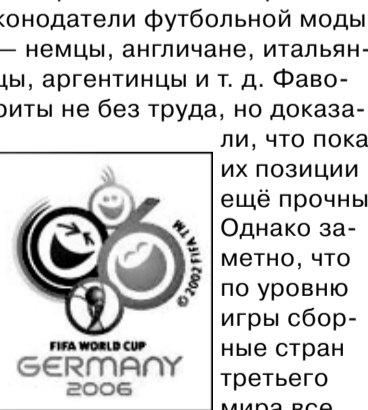 конодатели футбольной моды
— немцы, англичане, итальян-
цы, аргентинцы и т. д. Фаво-
риты не без труда, но доказа-
ли, что пока
их позиции
ещё прочны
Однако за-
метно, что
по уровню
игры сбор-
ные стран
третьего
мира все
© 2002 FIFA TM
FIFA WORLD CUP
GERMANY
2006